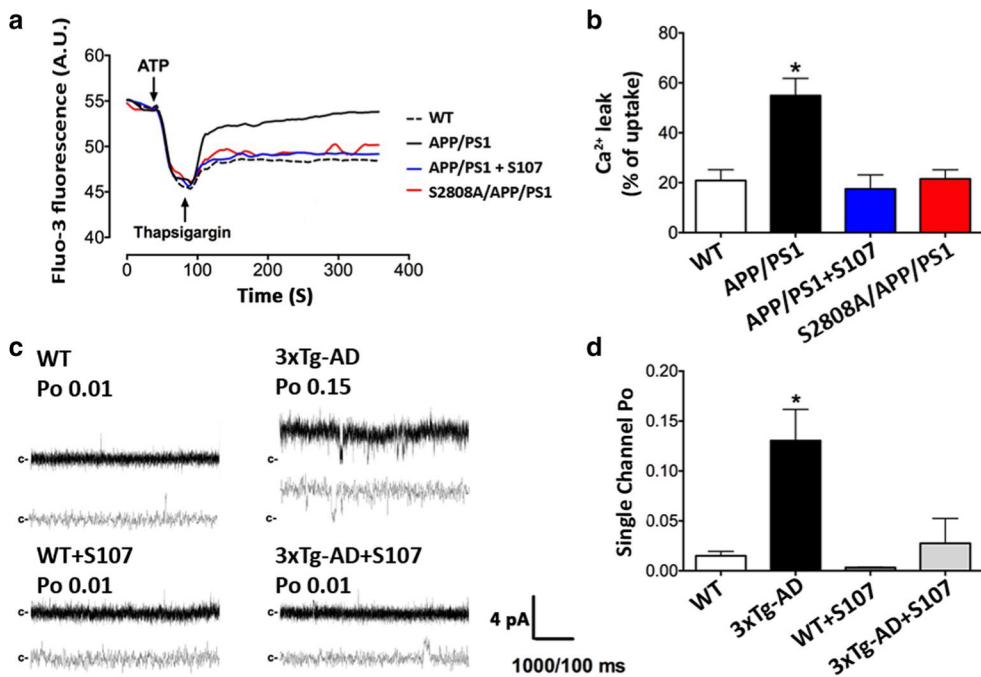 a
Fluo-3 fluorescence (A.U.)
60
55
50
45
40
ATP
Thapsigargin
WT
APP/PS1
APP/PS1 + S107
S2808A/APP/PS1
0
100
200
300
400
Time (S)
b
Ca²⁺ leak
(% of uptake)
80
60
40
20
0
*
WT
APP/PS1
APP/PS1+S107
S2808A/APP/PS1
c
WT
Po 0.01
c-
c-
3xTg-AD
Po 0.15
c-
c-
WT+S107
Po 0.01
c-
c-
3xTg-AD+S107
Po 0.01
c-
c-
4 pA
1000/100 ms
d
Single Channel Po
0.20
0.15
0.10
0.05
0.00
*
WT
3xTg-AD
WT+S107
3xTg-AD+S107